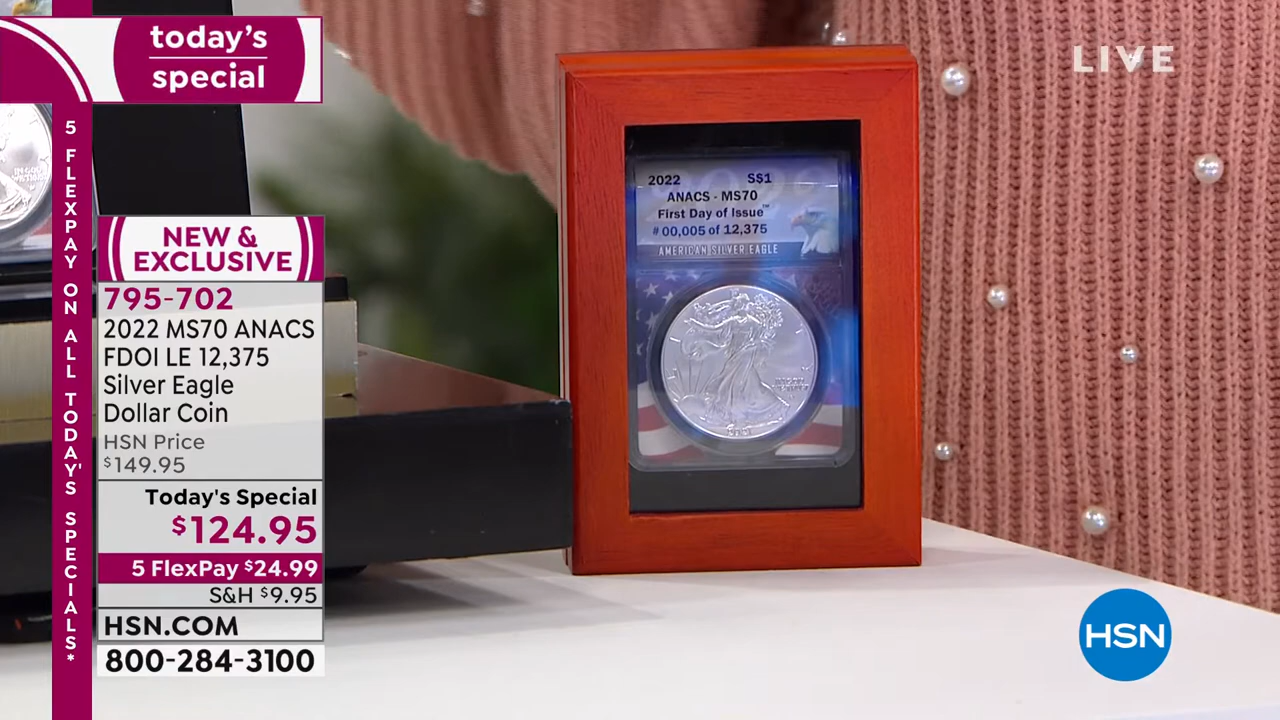 today's
special
LIVE
5 FLEXPAY ON ALL TODAY'S SPECIALS*
NEW &
EXCLUSIVE
795-702
2022 MS70 ANACS
FDOI LE 12,375
Silver Eagle
Dollar Coin
HSN Price
$149.95
Today's Special
$124.95
5 FlexPay $24.99
S&H $9.95
HSN.COM
800-284-3100
2022 S$1
ANACS - MS70
First Day of Issue™
# 00,005 of 12,375
AMERICAN SILVER EAGLE
HSN